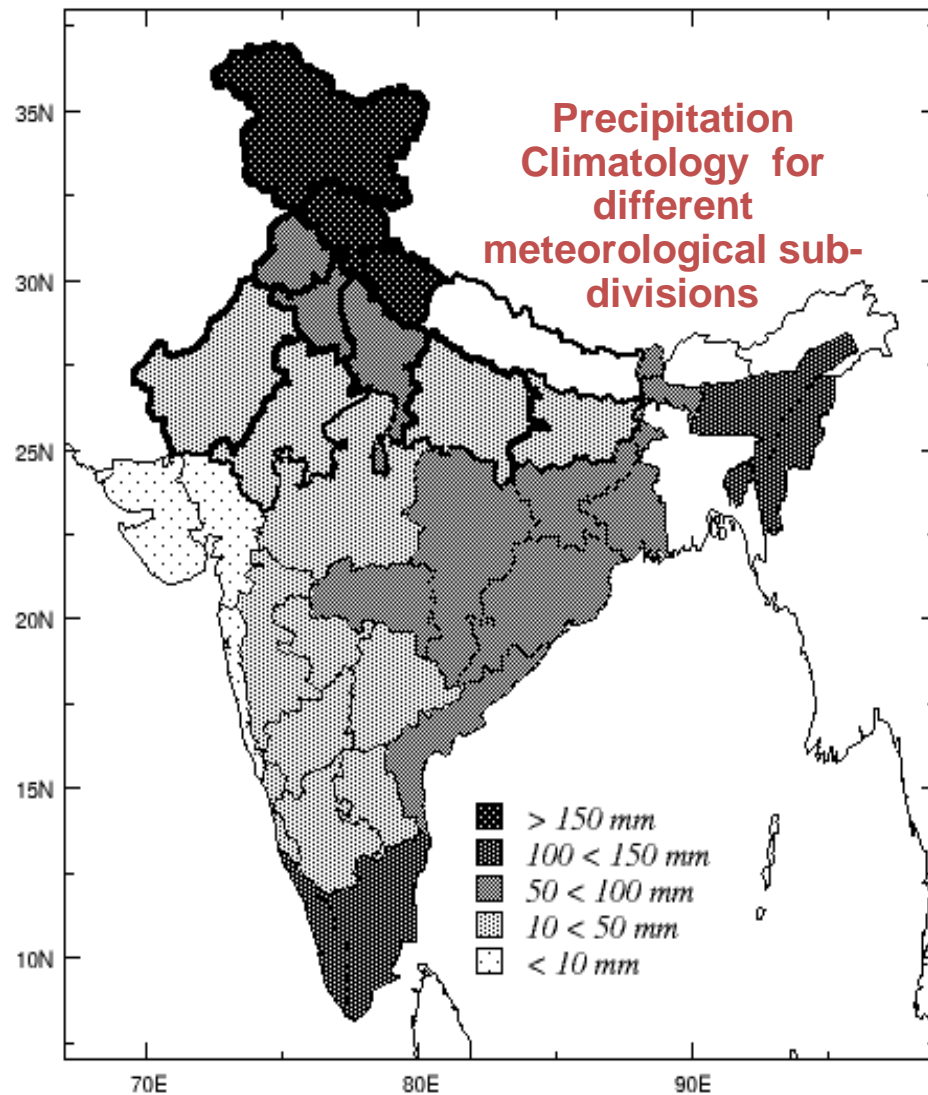 Precipitation
Climatology for
different
meteorological sub-
divisions
35N
30N
25N
20N
15N
10N
> 150 mm
100 < 150 mm
50 < 100 mm
10 < 50 mm
< 10 mm
70E 80E 90E